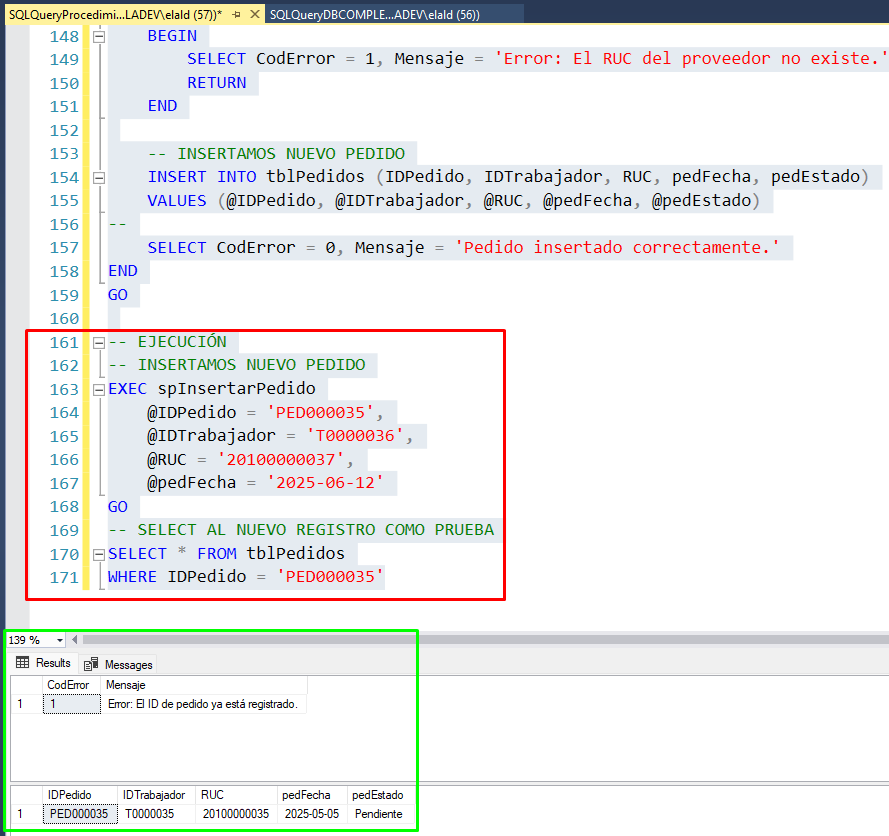 SQLQueryProcedimi...LADEV\elald (57))* SQLQueryDBCOMPLE...ADEV\elald (56))
148 BEGIN
149 SELECT CodError = 1, Mensaje = 'Error: El RUC del proveedor no existe.'
150 RETURN
151 END
152
153 -- INSERTAMOS NUEVO PEDIDO
154 INSERT INTO tblPedidos (IDPedido, IDTrabajador, RUC, pedFecha, pedEstado)
155 VALUES (@IDPedido, @IDTrabajador, @RUC, @pedFecha, @pedEstado)
156 --
157 SELECT CodError = 0, Mensaje = 'Pedido insertado correctamente.'
158 END
159 GO
160
161 -- EJECUCIÓN
162 -- INSERTAMOS NUEVO PEDIDO
163 EXEC spInsertarPedido
164 @IDPedido = 'PED000035',
165 @IDTrabajador = 'T0000036',
166 @RUC = '20100000037',
167 @pedFecha = '2025-06-12'
168 GO
169 -- SELECT AL NUEVO REGISTRO COMO PRUEBA
170 SELECT * FROM tblPedidos
171 WHERE IDPedido = 'PED000035'
139 %
Results Messages
CodError Mensaje
1 1 Error: El ID de pedido ya está registrado.
IDPedido IDTrabajador RUC pedFecha pedEstado
1 PED000035 T0000035 20100000035 2025-05-05 Pendiente